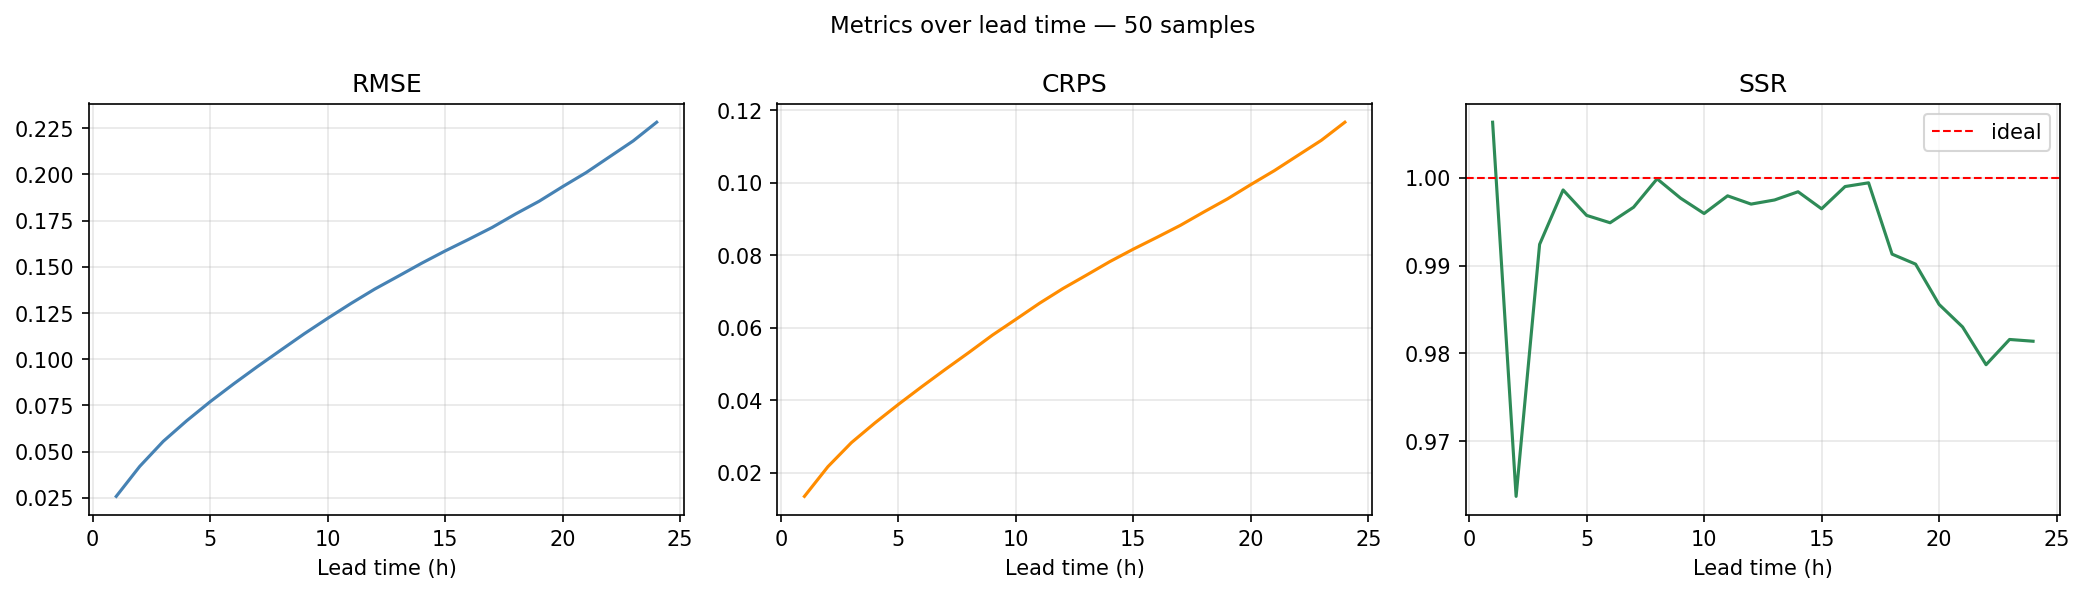 Metrics over lead time — 50 samples
RMSE
0.225
0.200
0.175
0.150
0.125
0.100
0.075
0.050
0.025
0 5 10 15 20 25
Lead time (h)
CRPS
0.12
0.10
0.08
0.06
0.04
0.02
0 5 10 15 20 25
Lead time (h)
SSR
ideal
1.00
0.99
0.98
0.97
0 5 10 15 20 25
Lead time (h)